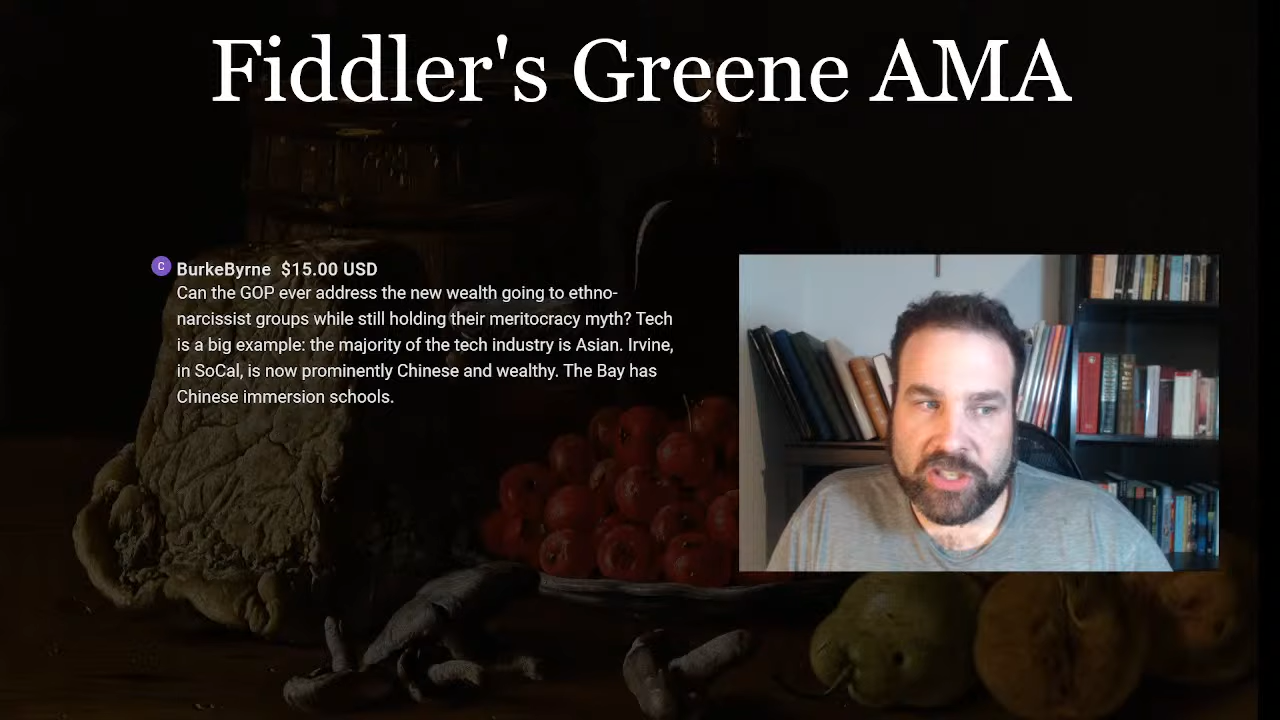 Fiddler's Greene AMA
C BurkeByrne $15.00 USD
Can the GOP ever address the new wealth going to ethno-
narcissist groups while still holding their meritocracy myth? Tech
is a big example: the majority of the tech industry is Asian. Irvine,
in SoCal, is now prominently Chinese and wealthy. The Bay has
Chinese immersion schools.